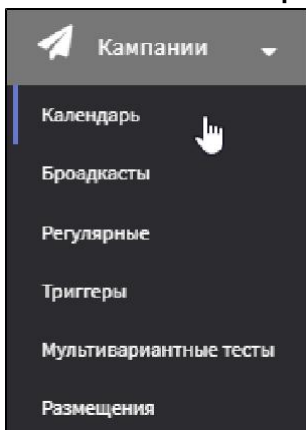 Кампании
Календарь
Броадкасты
Регулярные
Триггеры
Мультивариантные тесты
Размещения